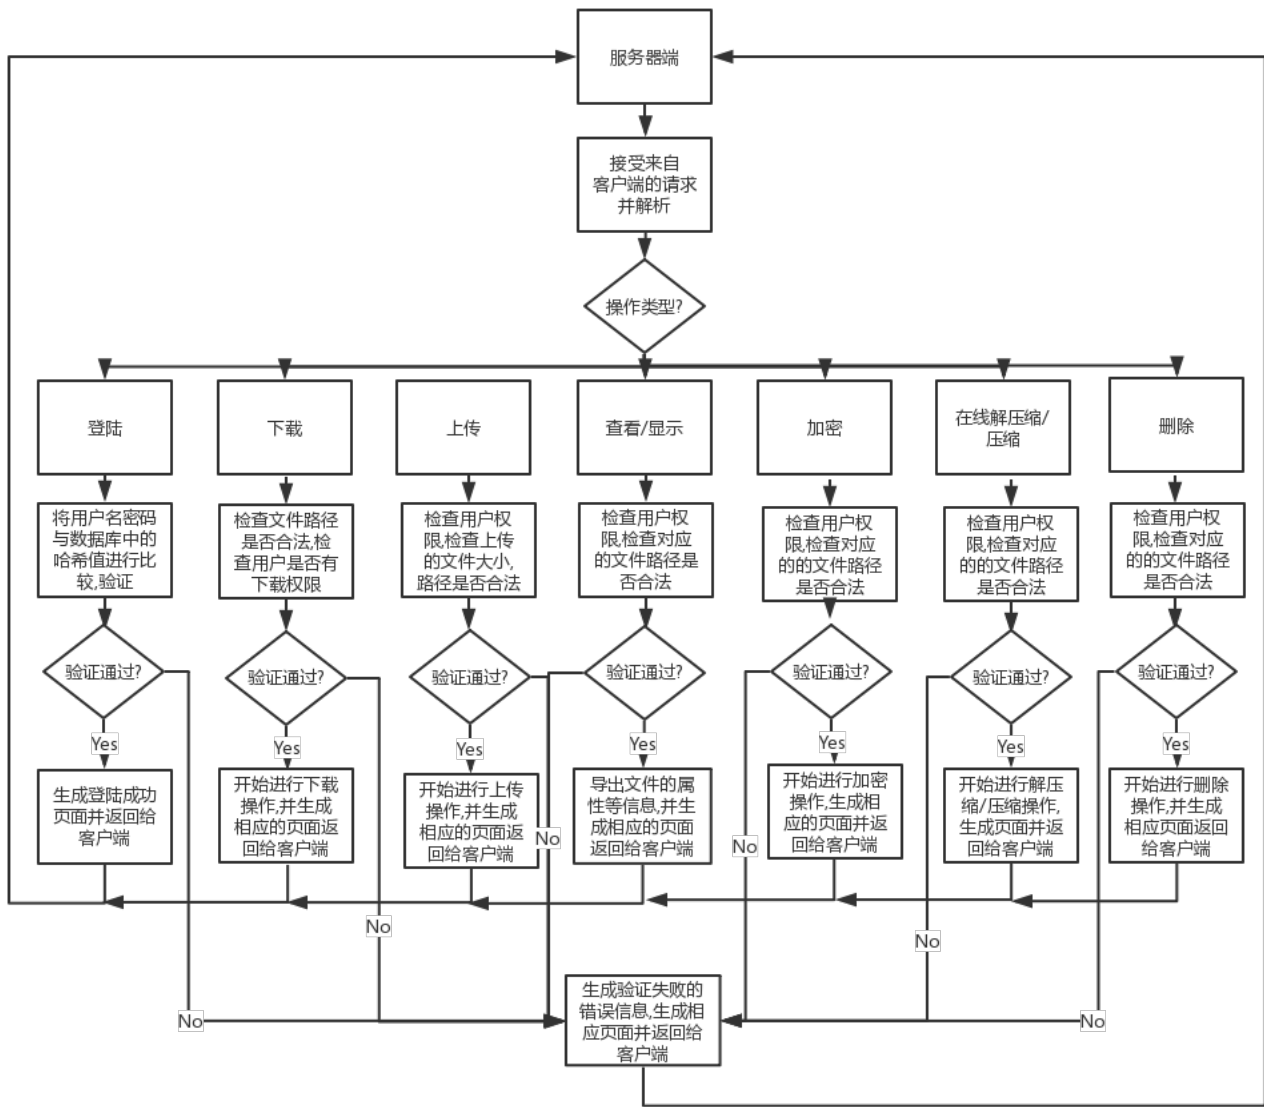 服务器端
接受来自
客户端的请求
并解析
操作类型?
登陆
下载
上传
查看/显示
加密
在线解压缩/
压缩
删除
将用户名密码
与数据库中的
哈希值进行比
较,验证
检查文件路径
是否合法,检
查用户是否有
下载权限
检查用户权
限,检查上传
的文件大小,
路径是否合法
检查用户权
限,检查对应
的文件路径是
否合法
检查用户权
限,检查对应
的的文件路径
是否合法
检查用户权
限,检查对应
的的文件路径
是否合法
检查用户权
限,检查对应
的的文件路径
是否合法
验证通过?
验证通过?
验证通过?
验证通过?
验证通过?
验证通过?
验证通过?
Yes
Yes
Yes
Yes
Yes
Yes
Yes
生成登陆成功
页面并返回给
客户端
开始进行下载
操作,并生成
相应的页面返
回给客户端
开始进行上传
操作,并生成
相应的页面返
回给客户端
导出文件的属
性等信息,并生
成相应的页面
返回给客户端
开始进行加密
操作,生成相
应的页面并返
回给客户端
开始进行解压
缩/压缩操作,
生成页面并返
回给客户端
开始进行删除
操作,并生成
相应页面返回
给客户端
No
No
No
No
No
No
生成验证失败的
错误信息,生成相
应页面并返回给
客户端